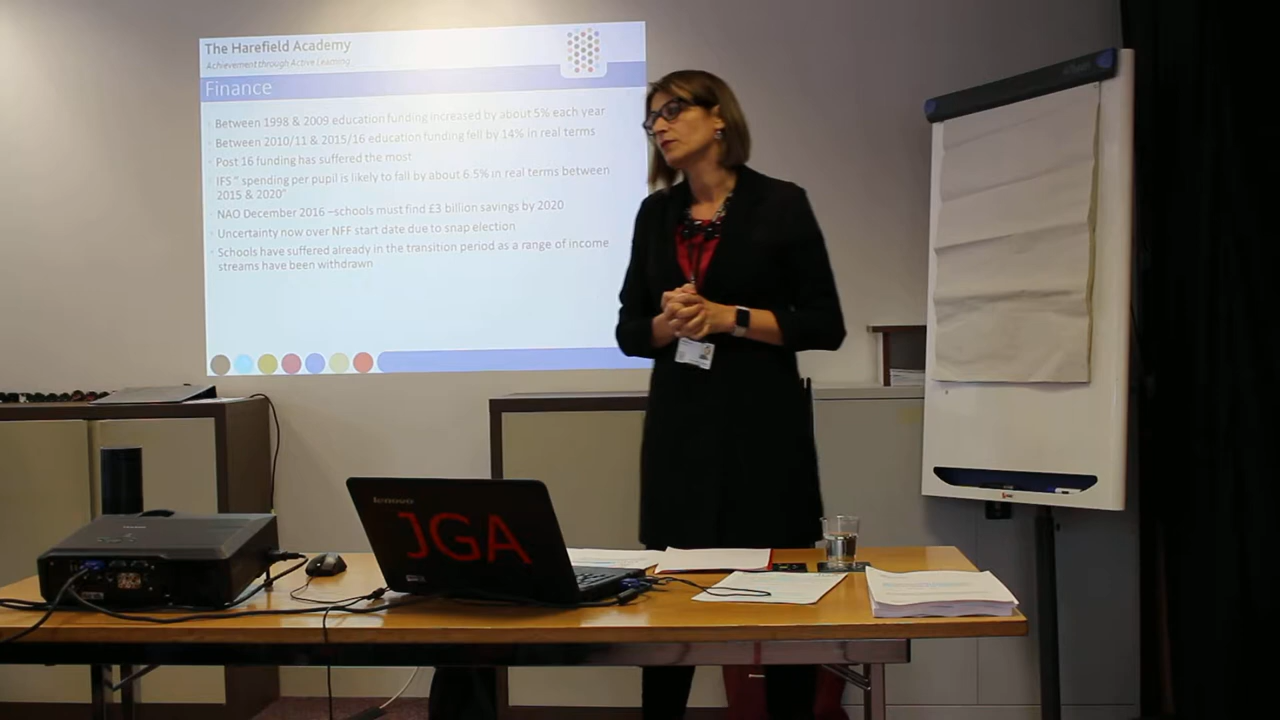 The Harefield Academy
Achievement through Active Learning
Finance
Between 1998 & 2009 education funding increased by about 5% each year
Between 2010/11 & 2015/16 education funding fell by 14% in real terms
Post 16 funding has suffered the most
IFS " spending per pupil is likely to fall by about 6.5% in real terms between
2015 & 2020"
NAO December 2016 –schools must find £3 billion savings by 2020
Uncertainty now over NFF start date due to snap election
Schools have suffered already in the transition period as a range of income
streams have been withdrawn
lenovo
JGA